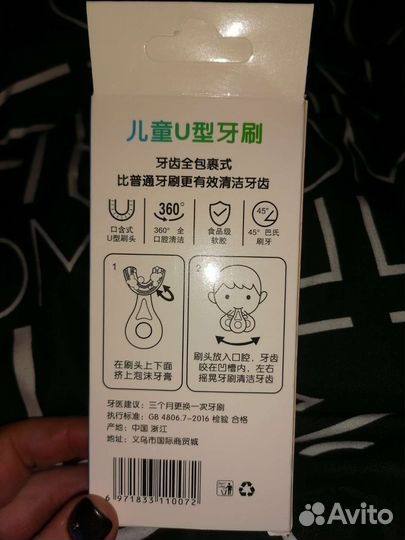 儿童U型牙刷
牙齿全包裹式
比普通牙刷更有效清洁牙齿
360°
45°
口含式
U型刷头
360° 全
口腔清洁
食品级
软胶
45° 巴氏
刷牙
1
2
在刷头上下面
挤上泡沫牙膏
刷头放入口腔，牙齿
咬在凹槽内，左右
摇晃牙刷清洁牙齿
牙医建议：三个月更换一次牙刷
执行标准：GB 4806.7-2016 检验 合格
产地：中国 浙江
地址：义乌市国际商贸城
6 971833 110072
Avito